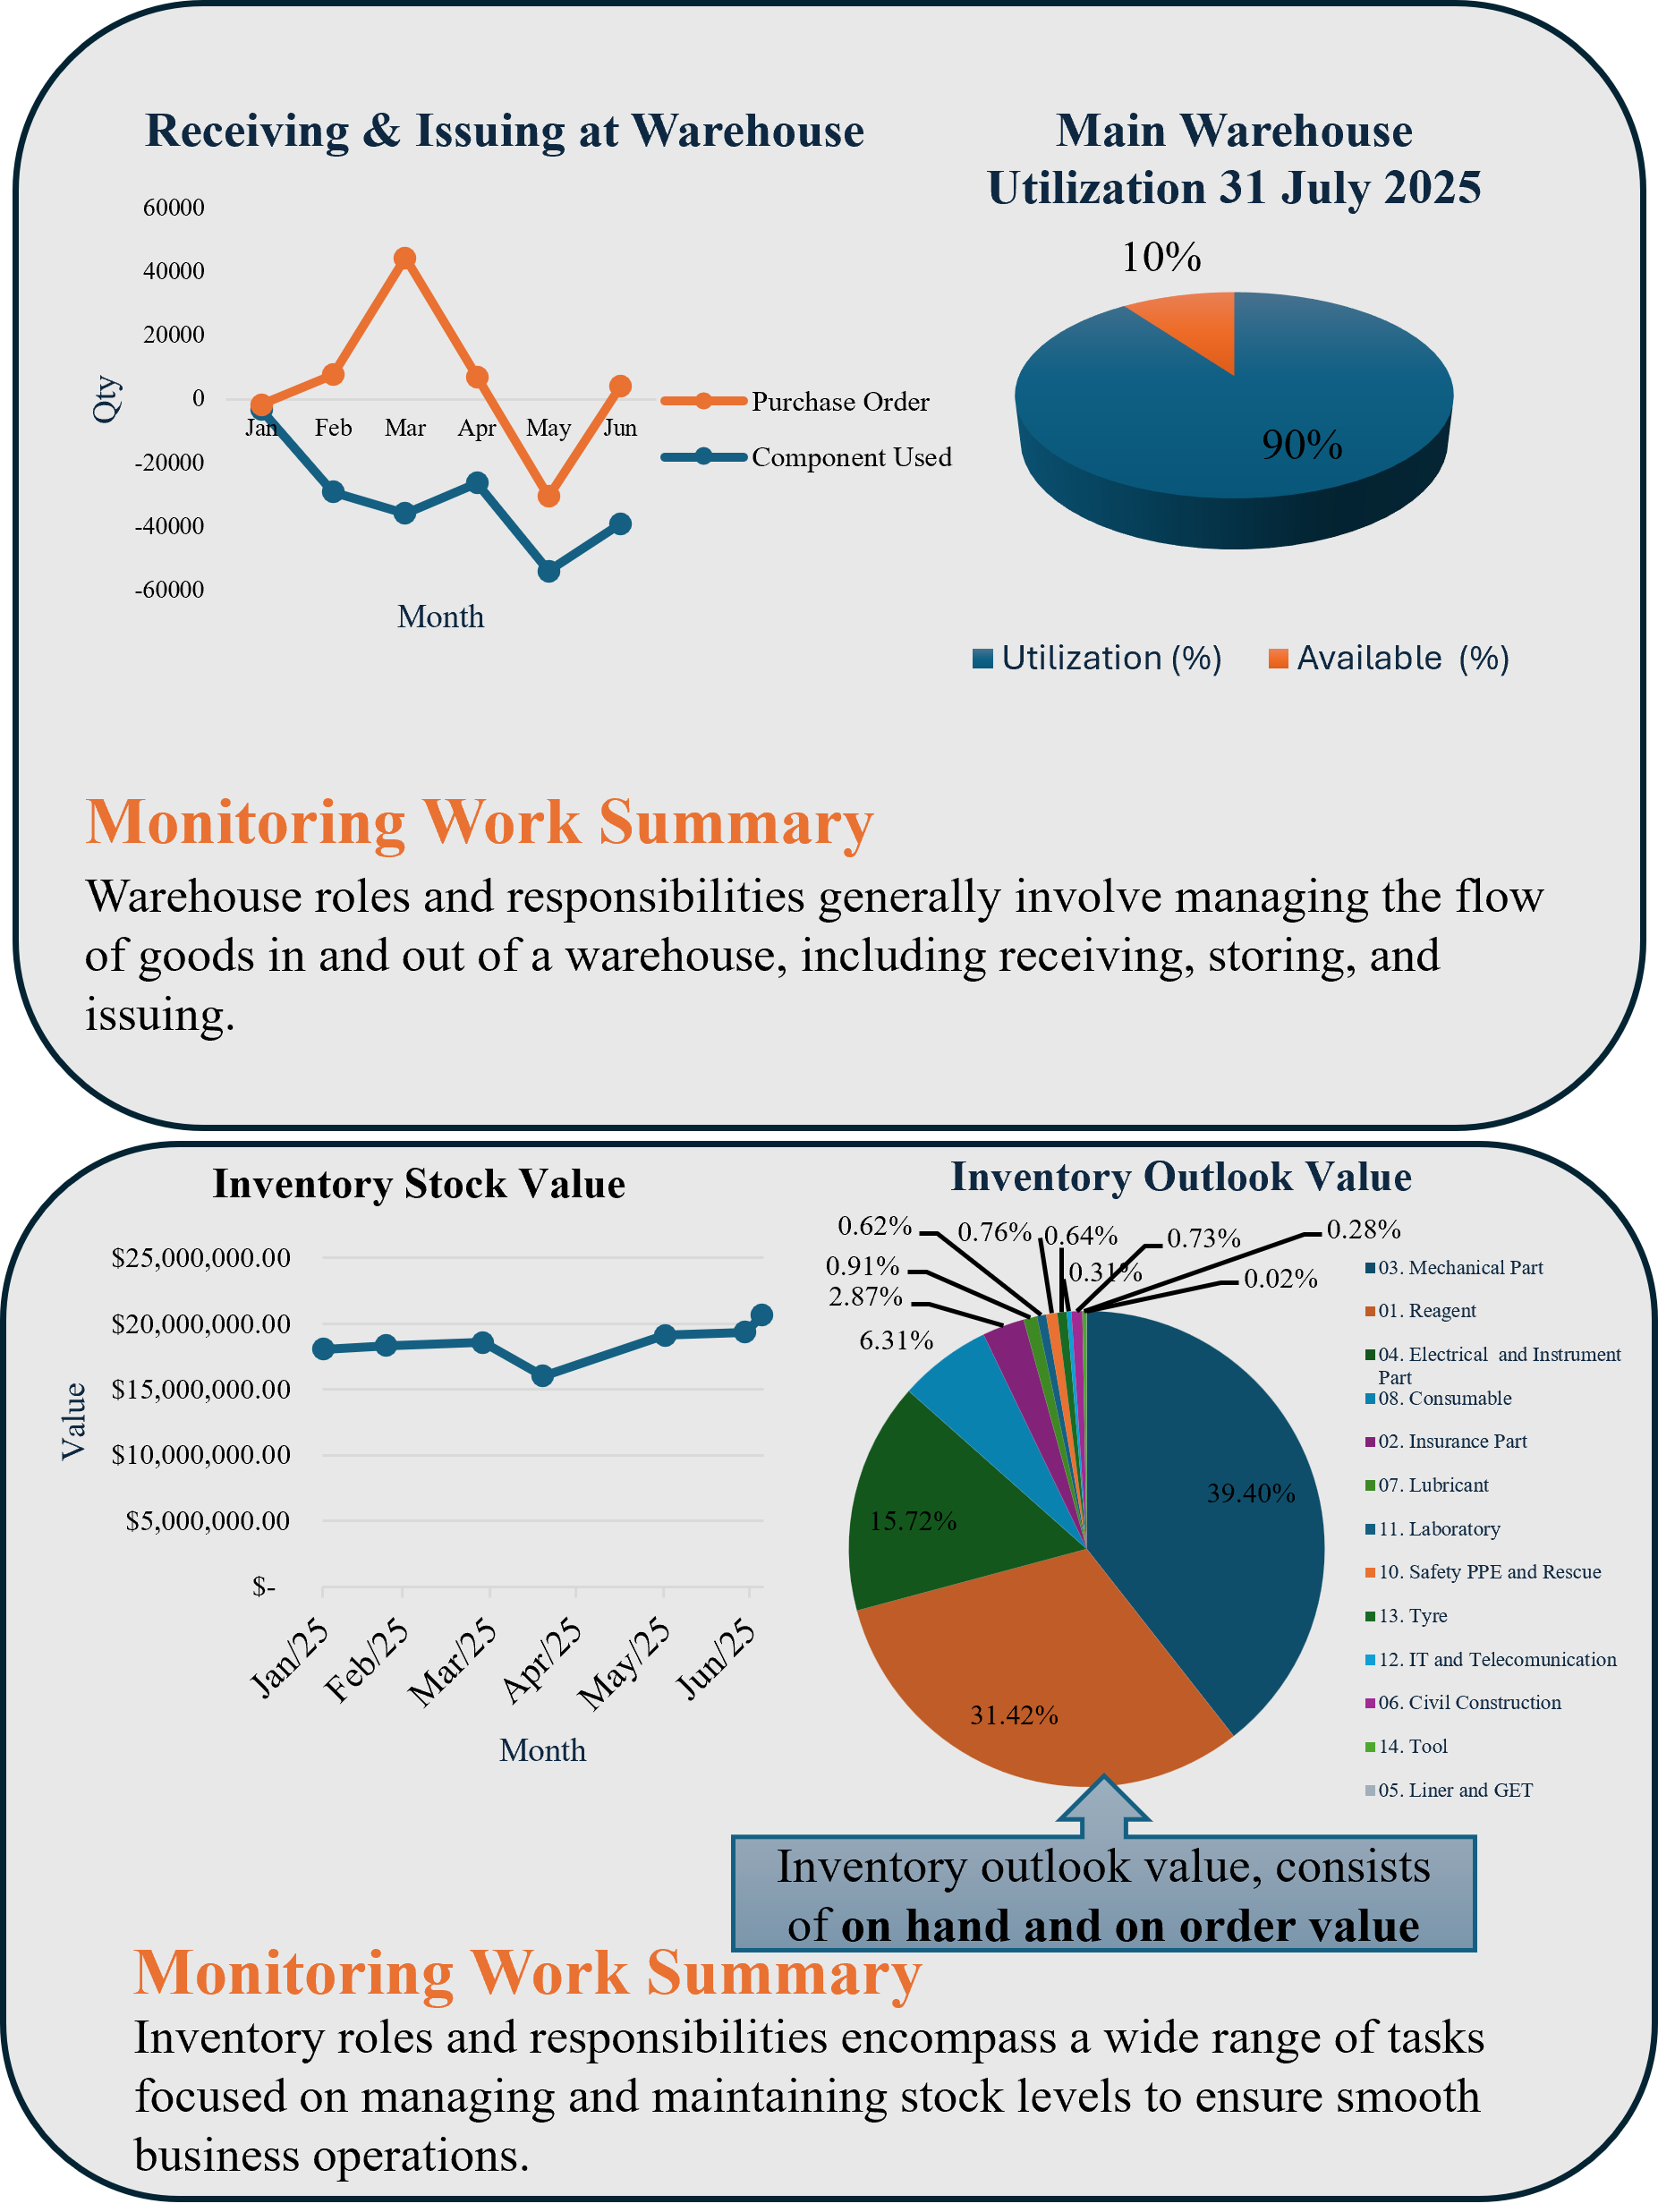 Receiving & Issuing at Warehouse
60000
40000
20000
0
-20000
-40000
-60000
Qty
Jan
Feb
Mar
Apr
May
Jun
Month
Purchase Order
Component Used
Main Warehouse
Utilization 31 July 2025
10%
90%
Utilization (%)
Available (%)
Monitoring Work Summary
Warehouse roles and responsibilities generally involve managing the flow
of goods in and out of a warehouse, including receiving, storing, and
issuing.
Inventory Stock Value
$25,000,000.00
$20,000,000.00
$15,000,000.00
$10,000,000.00
$5,000,000.00
$-
Value
Jan/25
Feb/25
Mar/25
Apr/25
May/25
Jun/25
Month
Inventory Outlook Value
0.62%
0.76%
0.64%
0.73%
0.28%
0.91%
0.31%
0.02%
2.87%
6.31%
39.40%
15.72%
31.42%
03. Mechanical Part
01. Reagent
04. Electrical and Instrument
Part
08. Consumable
02. Insurance Part
07. Lubricant
11. Laboratory
10. Safety PPE and Rescue
13. Tyre
12. IT and Telecomunication
06. Civil Construction
14. Tool
05. Liner and GET
Inventory outlook value, consists
of on hand and on order value
Monitoring Work Summary
Inventory roles and responsibilities encompass a wide range of tasks
focused on managing and maintaining stock levels to ensure smooth
business operations.